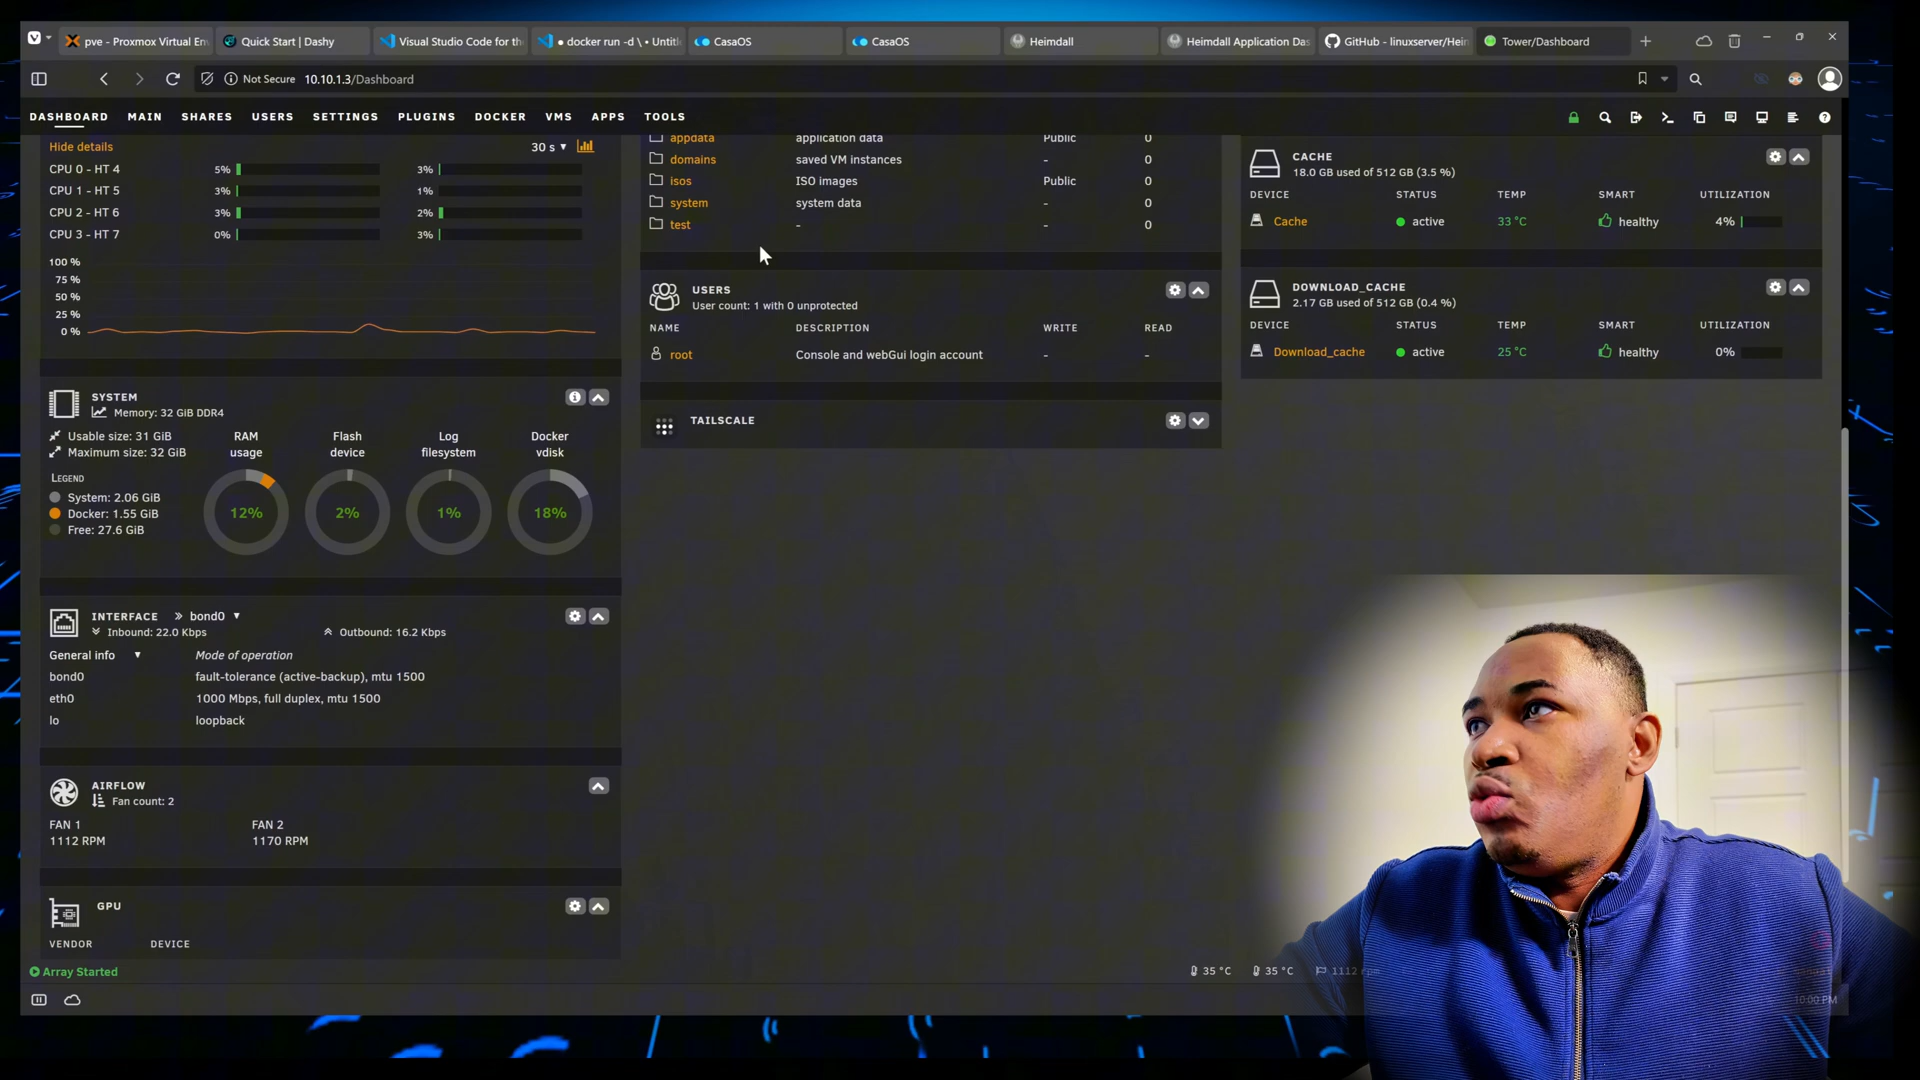 pve - Proxmox Virtual Env
Quick Start | Dashy
Visual Studio Code for the
● docker run -d \ • Untitl
CasaOS
CasaOS
Heimdall
Heimdall Application Das
GitHub - linuxserver/Heim
Tower/Dashboard
Not Secure 10.10.1.3/Dashboard
DASHBOARD MAIN SHARES USERS SETTINGS PLUGINS DOCKER VMS APPS TOOLS
Hide details 30 s
CPU 0 - HT 4 5% 3%
CPU 1 - HT 5 3% 1%
CPU 2 - HT 6 3% 2%
CPU 3 - HT 7 0% 3%
100 %
75 %
50 %
25 %
0 %
SYSTEM
Memory: 32 GiB DDR4
Usable size: 31 GiB
Maximum size: 32 GiB
LEGEND
System: 2.06 GiB
Docker: 1.55 GiB
Free: 27.6 GiB
RAM usage
12%
Flash device
2%
Log filesystem
1%
Docker vdisk
18%
INTERFACE bond0
Inbound: 22.0 Kbps Outbound: 16.2 Kbps
General info Mode of operation
bond0 fault-tolerance (active-backup), mtu 1500
eth0 1000 Mbps, full duplex, mtu 1500
lo loopback
AIRFLOW
Fan count: 2
FAN 1 FAN 2
1112 RPM 1170 RPM
GPU
VENDOR DEVICE
appdata application data Public 0
domains saved VM instances - 0
isos ISO images Public 0
system system data - 0
test - - 0
USERS
User count: 1 with 0 unprotected
NAME DESCRIPTION WRITE READ
root Console and webGui login account - -
TAILSCALE
CACHE
18.0 GB used of 512 GB (3.5 %)
DEVICE STATUS TEMP SMART UTILIZATION
Cache active 33 °C healthy 4%
DOWNLOAD_CACHE
2.17 GB used of 512 GB (0.4 %)
DEVICE STATUS TEMP SMART UTILIZATION
Download_cache active 25 °C healthy 0%
Array Started 35 °C 35 °C 1112 rpm
10:00 PM